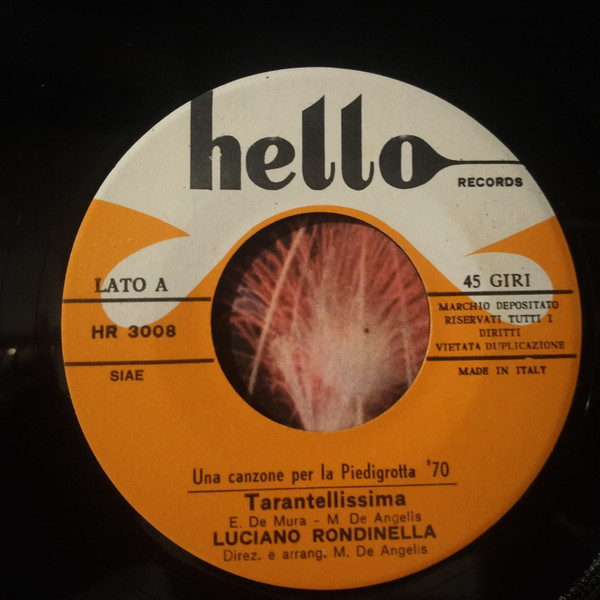 hello
RECORDS
LATO A
HR 3008
SIAE
45 GIRI
MARCHIO DEPOSITATO
RISERVATI TUTTI I
DIRITTI
VIETATA DUPLICAZIONE
MADE IN ITALY
Una canzone per la Piedigrotta '70
Tarantellissima
E. De Mura - M De Angelis
LUCIANO RONDINELLA
Direz. e arrang. M. De Angelis